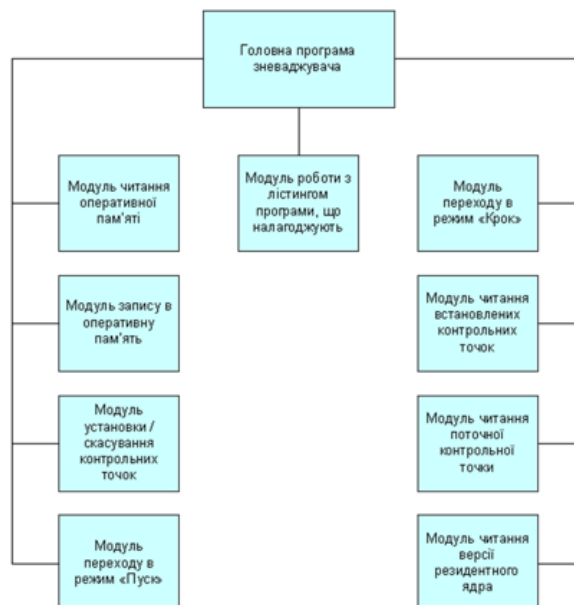 Головна програма
зневаджувача
Модуль читання
оперативної
пам'яті
Модуль роботи з
лістингом
програми, що
налагоджують
Модуль
переходу в
режим «Крок»
Модуль запису в
оперативну
пам'ять
Модуль читання
встановлених
контрольних
точок
Модуль
установки /
скасування
контрольних
точок
Модуль читання
поточної
контрольної
точки
Модуль
переходу в
режим «Пуск»
Модуль читання
версії
резидентного
ядра